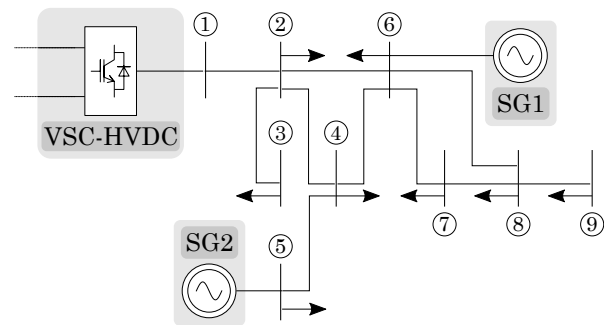 ① ② ⑥
SG1
VSC-HVDC
③ ④
⑦ ⑧ ⑨
SG2
⑤